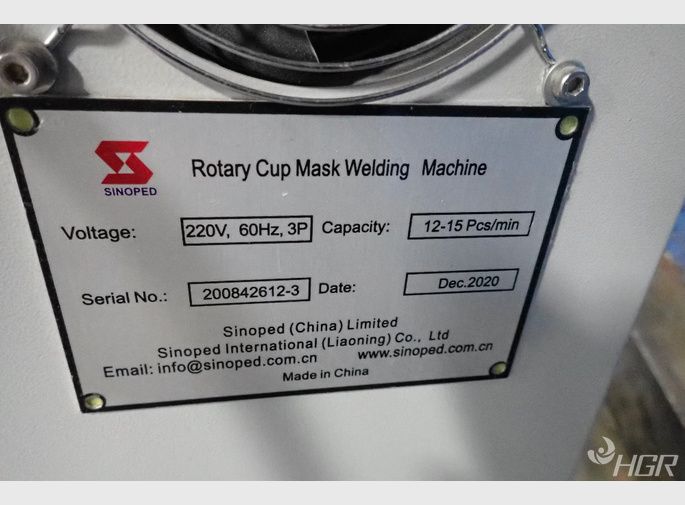 SINOPED
Rotary Cup Mask Welding Machine
Voltage: 220V, 60Hz, 3P Capacity: 12-15 Pcs/min
Serial No.: 200842612-3 Date: Dec.2020
Sinoped (China) Limited
Sinoped International (Liaoning) Co., Ltd
Email: info@sinoped.com.cn www.sinoped.com.cn
Made in China
HGR